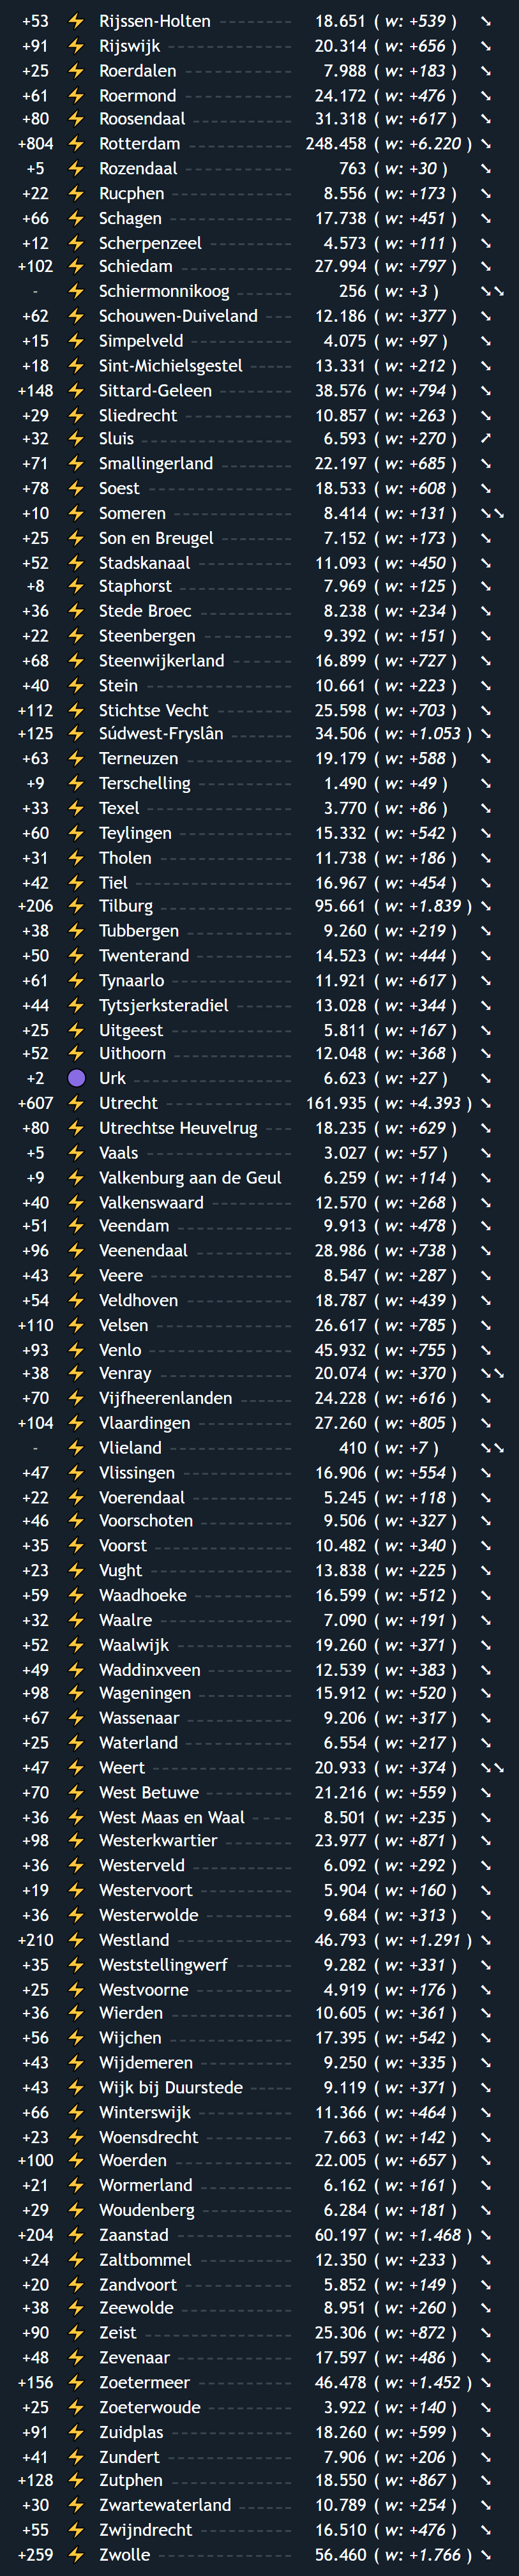 +53 ⚡ Rijssen-Holten ------ 18.651 ( w: +539 ) ➘
+91 ⚡ Rijswijk ------ 20.314 ( w: +656 ) ➘
+25 ⚡ Roerdalen ------ 7.988 ( w: +183 ) ➘
+61 ⚡ Roermond ------ 24.172 ( w: +476 ) ➘
+80 ⚡ Roosendaal ------ 31.318 ( w: +617 ) ➘
+804 ⚡ Rotterdam ------ 248.458 ( w: +6.220 ) ➘
+5 ⚡ Rozendaal ------ 763 ( w: +30 ) ➘
+22 ⚡ Rucphen ------ 8.556 ( w: +173 ) ➘
+66 ⚡ Schagen ------ 17.738 ( w: +451 ) ➘
+12 ⚡ Scherpenzeel ------ 4.573 ( w: +111 ) ➘
+102 ⚡ Schiedam ------ 27.994 ( w: +797 ) ➘
- ⚡ Schiermonnikoog ------ 256 ( w: +3 ) ➘➘
+62 ⚡ Schouwen-Duiveland ---- 12.186 ( w: +377 ) ➘
+15 ⚡ Simpelveld ------ 4.075 ( w: +97 ) ➘
+18 ⚡ Sint-Michielsgestel ----- 13.331 ( w: +212 ) ➘
+148 ⚡ Sittard-Geleen ------ 38.576 ( w: +794 ) ➘
+29 ⚡ Sliedrecht ------ 10.857 ( w: +263 ) ➘
+32 ⚡ Sluis ------ 6.593 ( w: +270 ) ➚
+71 ⚡ Smallingerland ------ 22.197 ( w: +685 ) ➘
+78 ⚡ Soest ------ 18.533 ( w: +608 ) ➘
+10 ⚡ Someren ------ 8.414 ( w: +131 ) ➘➘
+25 ⚡ Son en Breugel ------ 7.152 ( w: +173 ) ➘
+52 ⚡ Stadskanaal ------ 11.093 ( w: +450 ) ➘
+8 ⚡ Staphorst ------ 7.969 ( w: +125 ) ➘
+36 ⚡ Stede Broec ------ 8.238 ( w: +234 ) ➘
+22 ⚡ Steenbergen ------ 9.392 ( w: +151 ) ➘
+68 ⚡ Steenwijkerland ------ 16.899 ( w: +727 ) ➘
+40 ⚡ Stein ------ 10.661 ( w: +223 ) ➘
+112 ⚡ Stichtse Vecht ------ 25.598 ( w: +703 ) ➘
+125 ⚡ Súdwest-Fryslân ------ 34.506 ( w: +1.053 ) ➘
+63 ⚡ Terneuzen ------ 19.179 ( w: +588 ) ➘
+9 ⚡ Terschelling ------ 1.490 ( w: +49 ) ➘
+33 ⚡ Texel ------ 3.770 ( w: +86 ) ➘
+60 ⚡ Teylingen ------ 15.332 ( w: +542 ) ➘
+31 ⚡ Tholen ------ 11.738 ( w: +186 ) ➘
+42 ⚡ Tiel ------ 16.967 ( w: +454 ) ➘
+206 ⚡ Tilburg ------ 95.661 ( w: +1.839 ) ➘
+38 ⚡ Tubbergen ------ 9.260 ( w: +219 ) ➘
+50 ⚡ Twenterand ------ 14.523 ( w: +444 ) ➘
+61 ⚡ Tynaarlo ------ 11.921 ( w: +617 ) ➘
+44 ⚡ Tytsjerksteradiel ------ 13.028 ( w: +344 ) ➘
+25 ⚡ Uitgeest ------ 5.811 ( w: +167 ) ➘
+52 ⚡ Uithoorn ------ 12.048 ( w: +368 ) ➘
+2 🟣 Urk ------ 6.623 ( w: +27 ) ➘
+607 ⚡ Utrecht ------ 161.935 ( w: +4.393 ) ➘
+80 ⚡ Utrechtse Heuvelrug ---- 18.235 ( w: +629 ) ➘
+5 ⚡ Vaals ------ 3.027 ( w: +57 ) ➘
+9 ⚡ Valkenburg aan de Geul 6.259 ( w: +114 ) ➘
+40 ⚡ Valkenswaard ------ 12.570 ( w: +268 ) ➘
+51 ⚡ Veendam ------ 9.913 ( w: +478 ) ➘
+96 ⚡ Veenendaal ------ 28.986 ( w: +738 ) ➘
+43 ⚡ Veere ------ 8.547 ( w: +287 ) ➘
+54 ⚡ Veldhoven ------ 18.787 ( w: +439 ) ➘
+110 ⚡ Velsen ------ 26.617 ( w: +785 ) ➘
+93 ⚡ Venlo ------ 45.932 ( w: +755 ) ➘
+38 ⚡ Venray ------ 20.074 ( w: +370 ) ➘➘
+70 ⚡ Vijfheerenlanden ------ 24.228 ( w: +616 ) ➘
+104 ⚡ Vlaardingen ------ 27.260 ( w: +805 ) ➘
- ⚡ Vlieland ------ 410 ( w: +7 ) ➘➘
+47 ⚡ Vlissingen ------ 16.906 ( w: +554 ) ➘
+22 ⚡ Voerendaal ------ 5.245 ( w: +118 ) ➘
+46 ⚡ Voorschoten ------ 9.506 ( w: +327 ) ➘
+35 ⚡ Voorst ------ 10.482 ( w: +340 ) ➘
+23 ⚡ Vught ------ 13.838 ( w: +225 ) ➘
+59 ⚡ Waadhoeke ------ 16.599 ( w: +512 ) ➘
+32 ⚡ Waalre ------ 7.090 ( w: +191 ) ➘
+52 ⚡ Waalwijk ------ 19.260 ( w: +371 ) ➘
+49 ⚡ Waddinxveen ------ 12.539 ( w: +383 ) ➘
+98 ⚡ Wageningen ------ 15.912 ( w: +520 ) ➘
+67 ⚡ Wassenaar ------ 9.206 ( w: +317 ) ➘
+25 ⚡ Waterland ------ 6.554 ( w: +217 ) ➘
+47 ⚡ Weert ------ 20.933 ( w: +374 ) ➘➘
+70 ⚡ West Betuwe ------ 21.216 ( w: +559 ) ➘
+36 ⚡ West Maas en Waal ---- 8.501 ( w: +235 ) ➘
+98 ⚡ Westerkwartier ------ 23.977 ( w: +871 ) ➘
+36 ⚡ Westerveld ------ 6.092 ( w: +292 ) ➘
+19 ⚡ Westervoort ------ 5.904 ( w: +160 ) ➘
+36 ⚡ Westerwolde ------ 9.684 ( w: +313 ) ➘
+210 ⚡ Westland ------ 46.793 ( w: +1.291 ) ➘
+35 ⚡ Weststellingwerf ------ 9.282 ( w: +331 ) ➘
+25 ⚡ Westvoorne ------ 4.919 ( w: +176 ) ➘
+36 ⚡ Wierden ------ 10.605 ( w: +361 ) ➘
+56 ⚡ Wijchen ------ 17.395 ( w: +542 ) ➘
+43 ⚡ Wijdemeren ------ 9.250 ( w: +335 ) ➘
+43 ⚡ Wijk bij Duurstede ----- 9.119 ( w: +371 ) ➘
+66 ⚡ Winterswijk ------ 11.366 ( w: +464 ) ➘
+23 ⚡ Woensdrecht ------ 7.663 ( w: +142 ) ➘
+100 ⚡ Woerden ------ 22.005 ( w: +657 ) ➘
+21 ⚡ Wormerland ------ 6.162 ( w: +161 ) ➘
+29 ⚡ Woudenberg ------ 6.284 ( w: +181 ) ➘
+204 ⚡ Zaanstad ------ 60.197 ( w: +1.468 ) ➘
+24 ⚡ Zaltbommel ------ 12.350 ( w: +233 ) ➘
+20 ⚡ Zandvoort ------ 5.852 ( w: +149 ) ➘
+38 ⚡ Zeewolde ------ 8.951 ( w: +260 ) ➘
+90 ⚡ Zeist ------ 25.306 ( w: +872 ) ➘
+48 ⚡ Zevenaar ------ 17.597 ( w: +486 ) ➘
+156 ⚡ Zoetermeer ------ 46.478 ( w: +1.452 ) ➘
+25 ⚡ Zoeterwoude ------ 3.922 ( w: +140 ) ➘
+91 ⚡ Zuidplas ------ 18.260 ( w: +599 ) ➘
+41 ⚡ Zundert ------ 7.906 ( w: +206 ) ➘
+128 ⚡ Zutphen ------ 18.550 ( w: +867 ) ➘
+30 ⚡ Zwartewaterland ------ 10.789 ( w: +254 ) ➘
+55 ⚡ Zwijndrecht ------ 16.510 ( w: +476 ) ➘
+259 ⚡ Zwolle ------ 56.460 ( w: +1.766 ) ➘